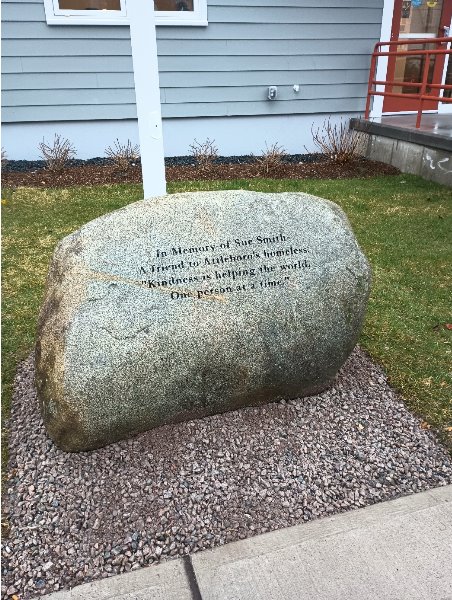 In Memory of Sue Smith
A friend to Attleboro's homeless.
"Kindness is helping the world,
One person at a time."